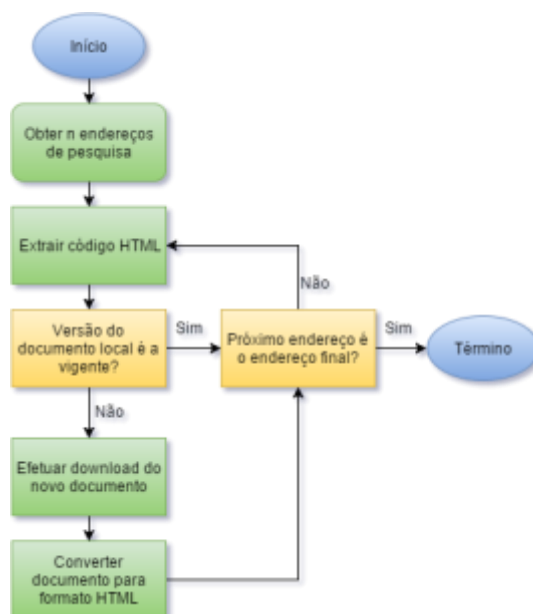 Início
Obter n endereços
de pesquisa
Extrair código HTML
Não
Versão do
documento local é a
vigente?
Sim
Próximo endereço é
o endereço final?
Sim
Término
Não
Efetuar download do
novo documento
Converter
documento para
formato HTML